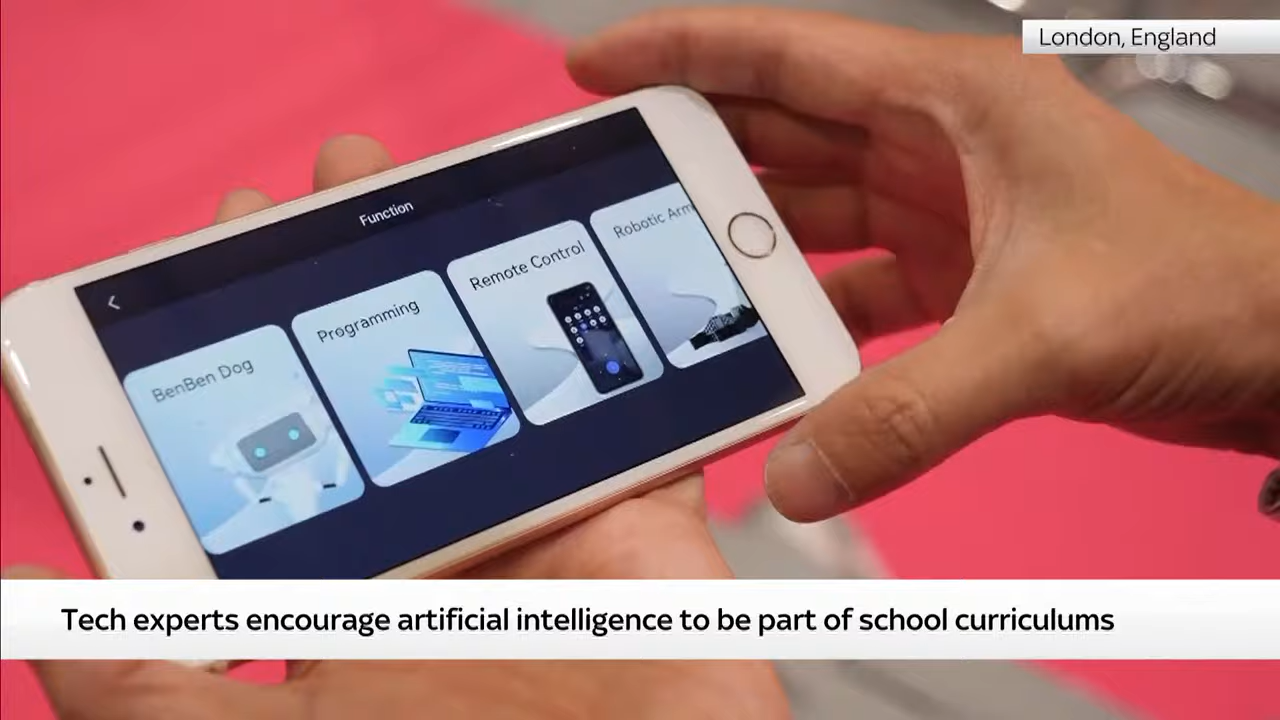 London, England
Function
BenBen Dog
Programming
Remote Control
Robotic Arm
Tech experts encourage artificial intelligence to be part of school curriculums